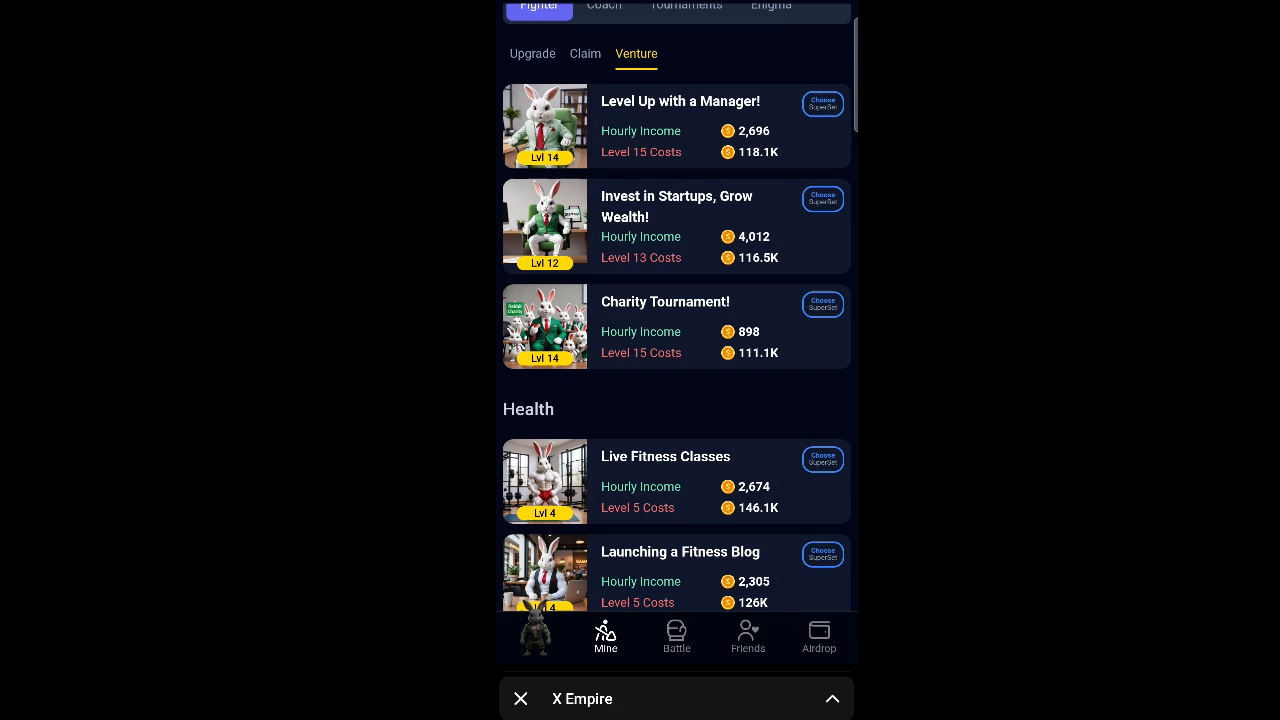 Fighter Coach Tournaments Enigma
Upgrade Claim Venture
Level Up with a Manager!
Choose
SuperSet
Hourly Income 2,696
Level 15 Costs 118.1K
Lvl 14
Invest in Startups, Grow
Wealth!
Choose
SuperSet
Hourly Income 4,012
Level 13 Costs 116.5K
Lvl 12
Charity Tournament!
Choose
SuperSet
Rabbit
Charity
Hourly Income 898
Level 15 Costs 111.1K
Lvl 14
Health
Live Fitness Classes
Choose
SuperSet
Hourly Income 2,674
Level 5 Costs 146.1K
Lvl 4
Launching a Fitness Blog
Choose
SuperSet
Hourly Income 2,305
Level 5 Costs 126K
Mine Battle Friends Airdrop
X Empire